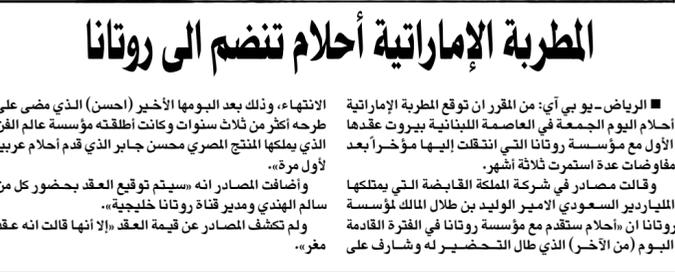 المطربة الإماراتية أحلام تنضم الى روتانا
■ الرياض ـ يو بي آي: من المقرر ان توقع المطربة الإماراتية
أحلام اليوم الجمعة في العاصمة اللبنانية بيروت عقدها
الأول مع مؤسسة روتانا التي انتقلت إليها مؤخراً بعد
مفاوضات عدة استمرت ثلاثة أشهر.
وقالت مصادر في شركة المملكة القابضة التي يمتلكها
الملياردير السعودي الامير الوليد بن طلال المالك لمؤسسة
روتانا ان «أحلام ستقدم مع مؤسسة روتانا في الفترة القادمة
البوم (من الآخر) الذي طال التحضير له وشارف على
الانتهاء، وذلك بعد البومها الأخير (احسن) الذي مضى على
طرحه أكثر من ثلاث سنوات وكانت أطلقته مؤسسة عالم الفن
الذي يملكها المنتج المصري محسن جابر الذي قدم أحلام عربيا
لأول مرة».
وأضافت المصادر انه «سيتم توقيع العقد بحضور كل من
سالم الهندي ومدير قناة روتانا خليجية».
ولم تكشف المصادر عن قيمة العقد «إلا أنها قالت انه عقد
مغر».